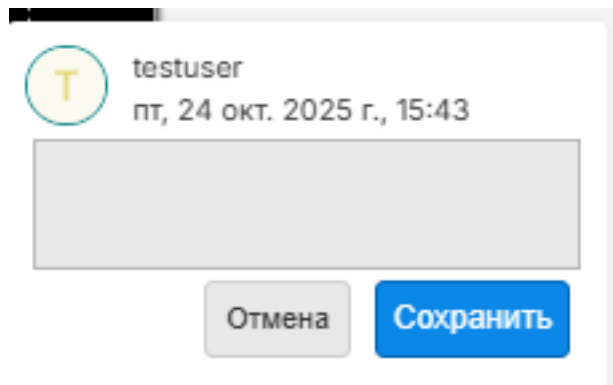 T
testuser
пт, 24 окт. 2025 г., 15:43
Отмена
Сохранить